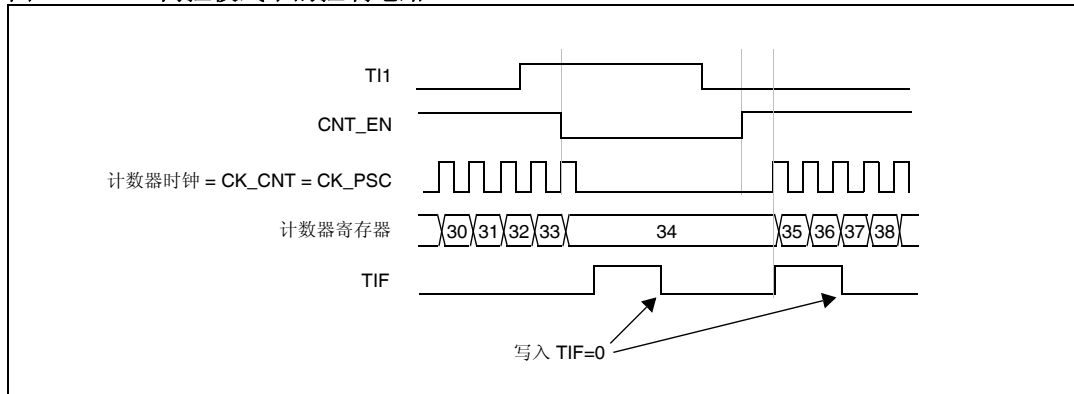 TI1
CNT_EN
计数器时钟 = CK_CNT = CK_PSC
计数器寄存器 30 31 32 33 34 35 36 37 38
TIF
写入 TIF=0